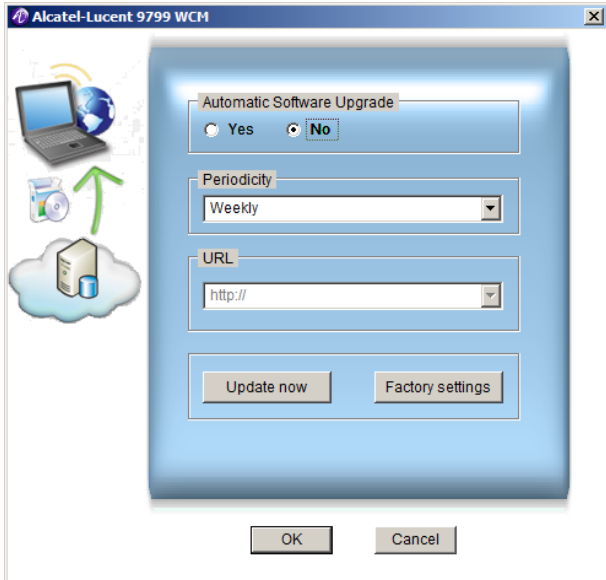 Alcatel-Lucent 9799 WCM
Automatic Software Upgrade
Yes No
Periodicity
Weekly
URL
http://
Update now Factory settings
OK Cancel